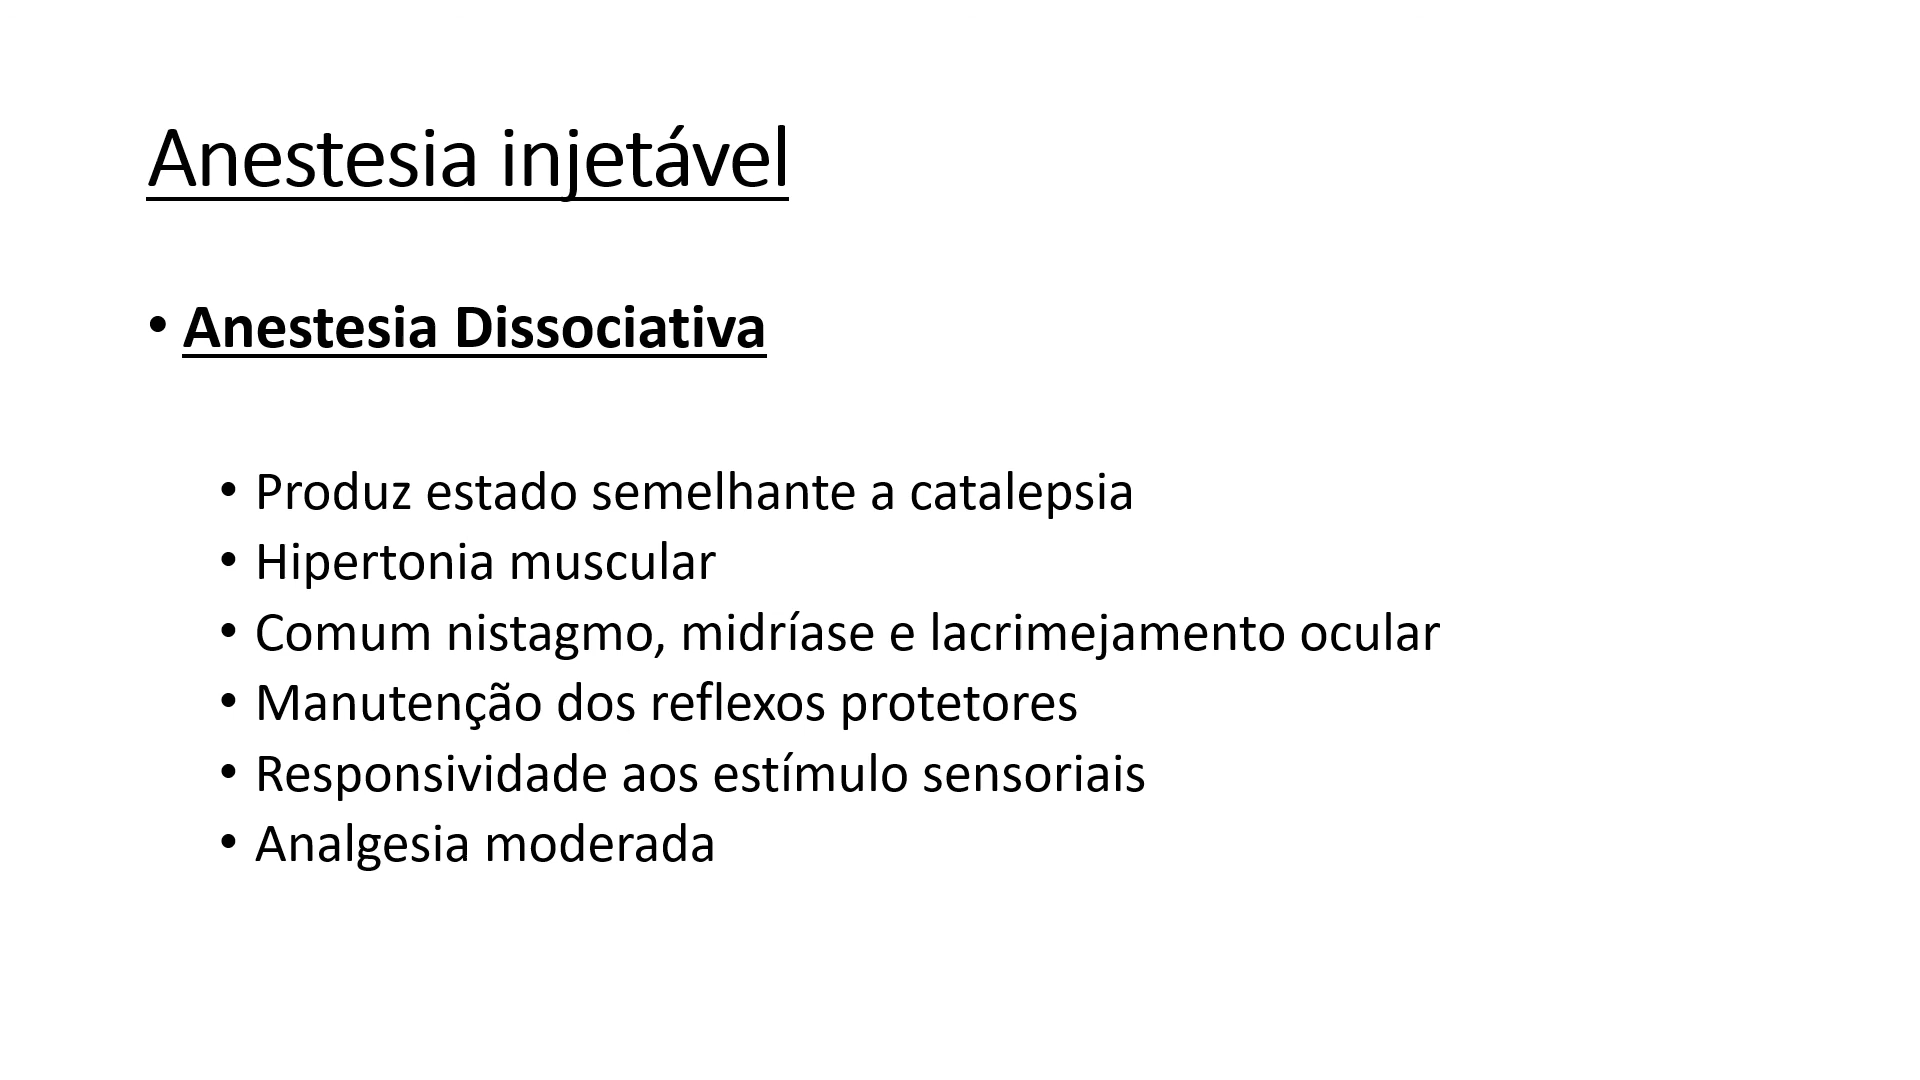 Anestesia injetável
• Anestesia Dissociativa
• Produz estado semelhante a catalepsia
• Hipertonia muscular
• Comum nistagmo, midríase e lacrimejamento ocular
• Manutenção dos reflexos protetores
• Responsividade aos estímulo sensoriais
• Analgesia moderada